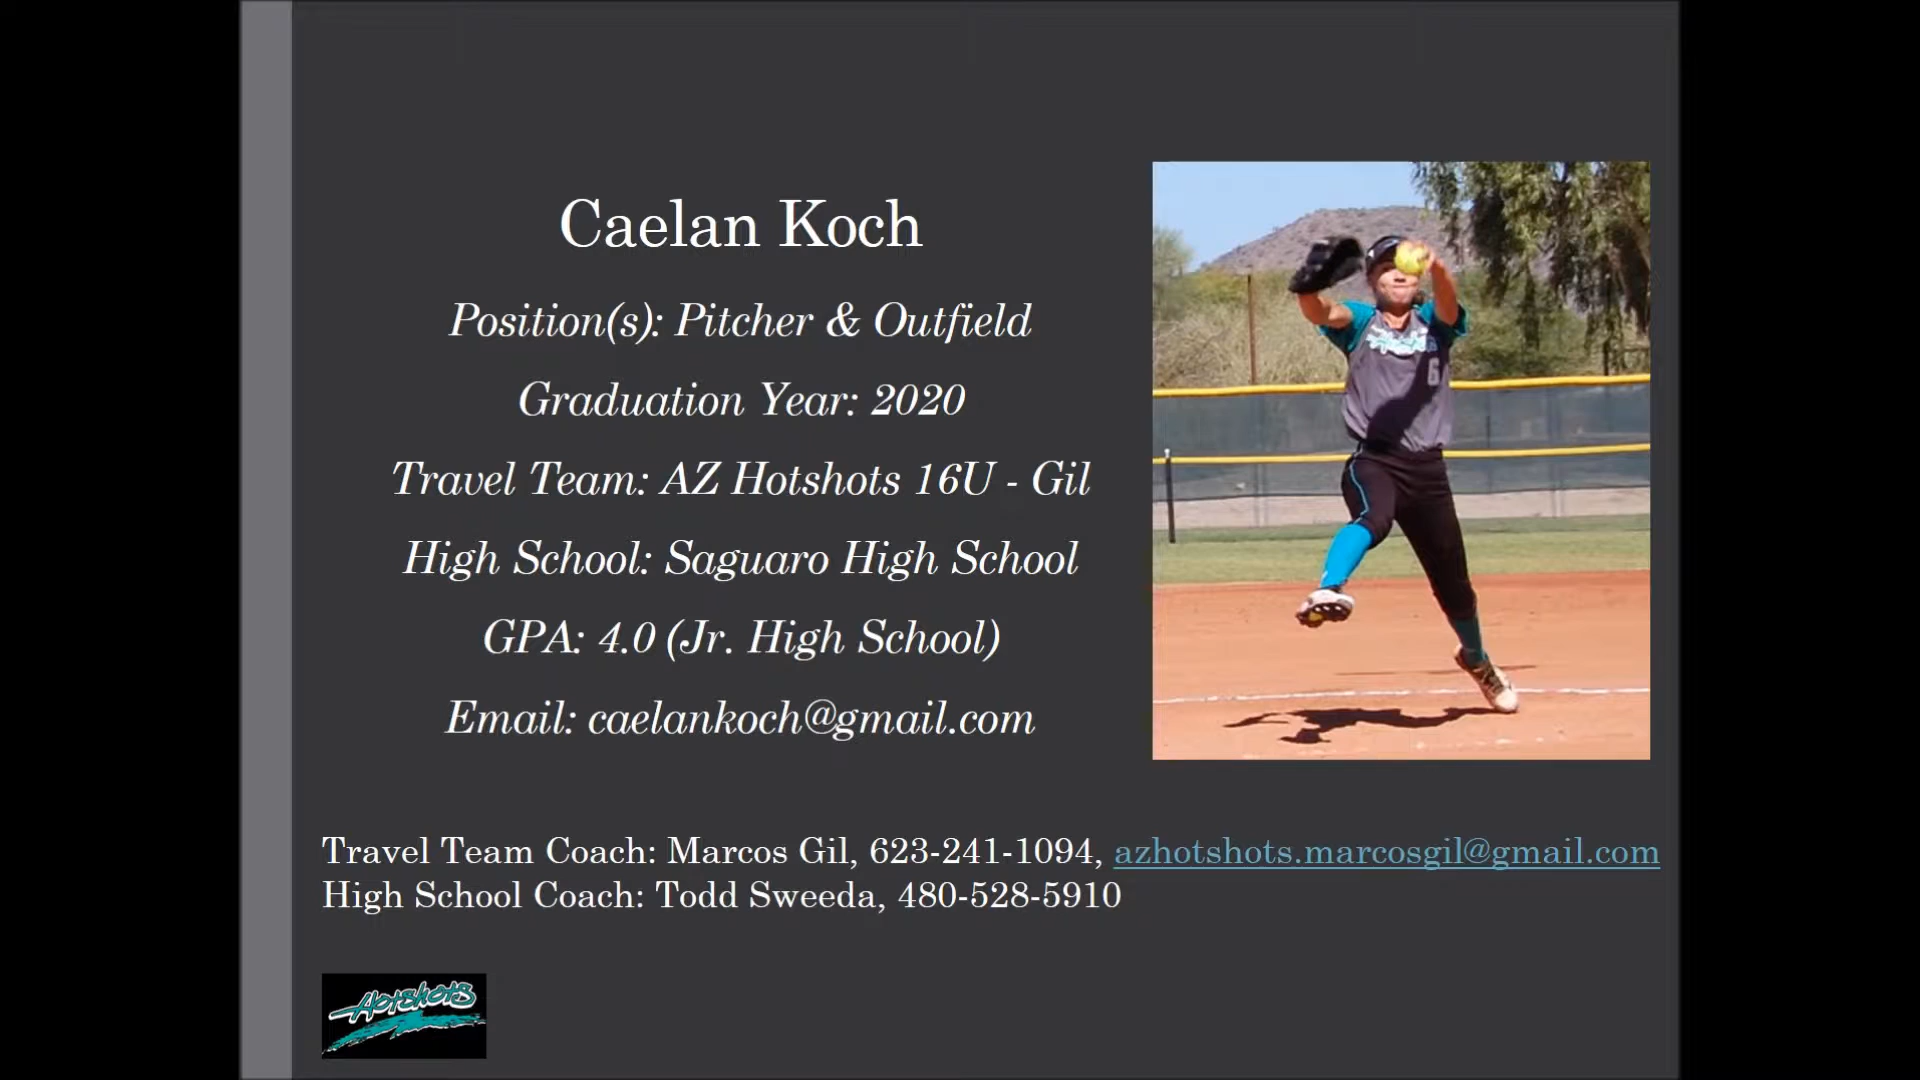 Caelan Koch
Position(s): Pitcher & Outfield
Graduation Year: 2020
Travel Team: AZ Hotshots 16U - Gil
High School: Saguaro High School
GPA: 4.0 (Jr. High School)
Email: caelankoch@gmail.com
Hotshots
6
Travel Team Coach: Marcos Gil, 623-241-1094, azhotshots.marcosgil@gmail.com
High School Coach: Todd Sweeda, 480-528-5910
Hotshots